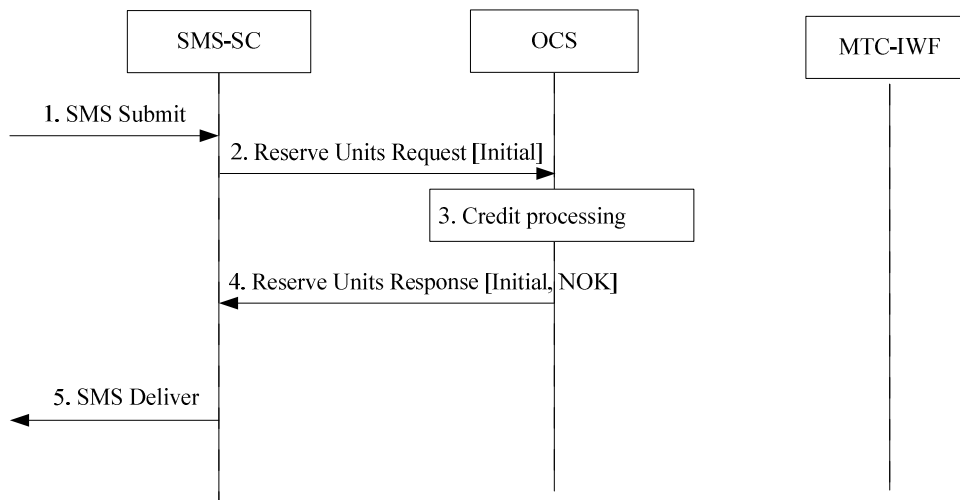 SMS-SC
OCS
MTC-IWF
1. SMS Submit
2. Reserve Units Request [Initial]
3. Credit processing
4. Reserve Units Response [Initial, NOK]
5. SMS Deliver